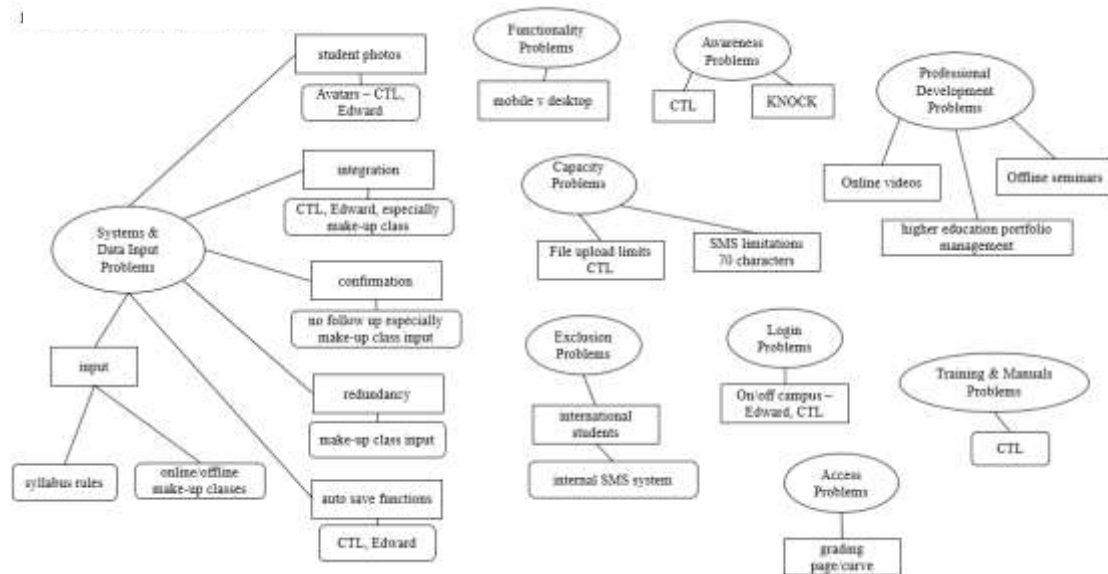 student photos
Avatars – CTL,
Edward
integration
CTL, Edward, especially
make-up class
Systems &
Data Input
Problems
confirmation
no follow up especially
make-up class input
input
redundancy
make-up class input
syllabus rules
online/offline
make-up classes
auto save functions
CTL, Edward
Functionality
Problems
mobile v desktop
Awareness
Problems
CTL
KNOCK
Professional
Development
Problems
Online videos
Offline seminars
higher education portfolio
management
Capacity
Problems
File upload limits
CTL
SMS limitations
70 characters
Exclusion
Problems
international
students
internal SMS system
Login
Problems
On/off campus –
Edward, CTL
Training & Manuals
Problems
CTL
Access
Problems
grading
page/curve